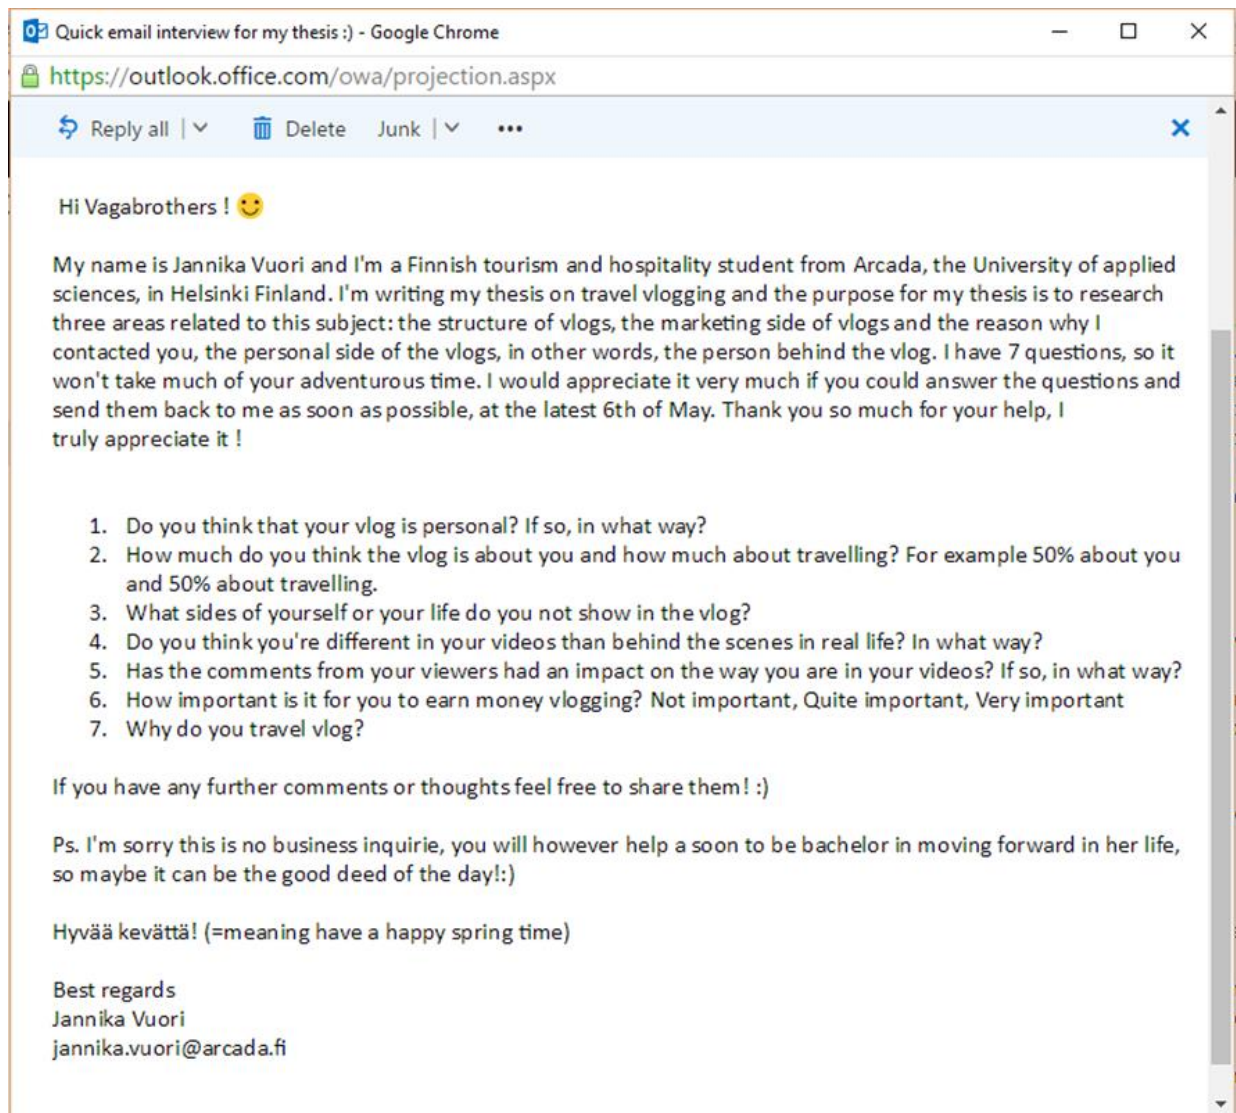 Quick email interview for my thesis :) - Google Chrome
https://outlook.office.com/owa/projection.aspx
Reply all Delete Junk
Hi Vagabrothers ! 🙂
My name is Jannika Vuori and I'm a Finnish tourism and hospitality student from Arcada, the University of applied
sciences, in Helsinki Finland. I'm writing my thesis on travel vlogging and the purpose for my thesis is to research
three areas related to this subject: the structure of vlogs, the marketing side of vlogs and the reason why I
contacted you, the personal side of the vlogs, in other words, the person behind the vlog. I have 7 questions, so it
won't take much of your adventurous time. I would appreciate it very much if you could answer the questions and
send them back to me as soon as possible, at the latest 6th of May. Thank you so much for your help, I
truly appreciate it !
1. Do you think that your vlog is personal? If so, in what way?
2. How much do you think the vlog is about you and how much about travelling? For example 50% about you
and 50% about travelling.
3. What sides of yourself or your life do you not show in the vlog?
4. Do you think you're different in your videos than behind the scenes in real life? In what way?
5. Has the comments from your viewers had an impact on the way you are in your videos? If so, in what way?
6. How important is it for you to earn money vlogging? Not important, Quite important, Very important
7. Why do you travel vlog?
If you have any further comments or thoughts feel free to share them! :)
Ps. I'm sorry this is no business inquirie, you will however help a soon to be bachelor in moving forward in her life,
so maybe it can be the good deed of the day!:)
Hyvää kevättä! (=meaning have a happy spring time)
Best regards
Jannika Vuori
jannika.vuori@arcada.fi